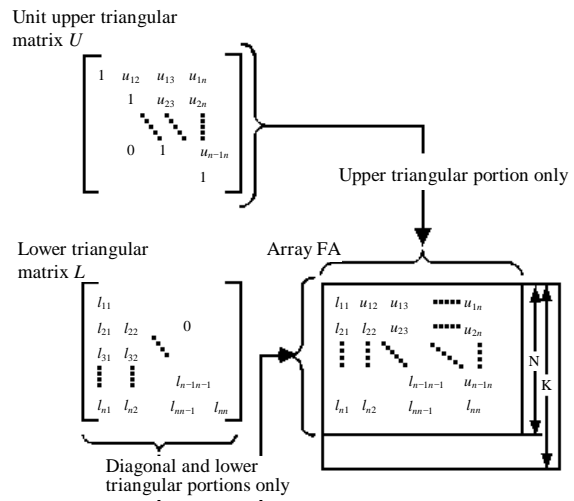 Unit upper triangular
matrix U
1 u12 u13 u1n
1 u23 u2n
0 1 un−1n
1
Upper triangular portion only
Lower triangular
matrix L
l11
l21 l22 0
l31 l32
ln−1n−1
ln1 ln2 lnn−1 lnn
Diagonal and lower
triangular portions only
Array FA
l11 u12 u13 u1n
l21 l22 u23 u2n
ln−1n−1 un−1n
ln1 ln2 lnn−1 lnn
N
K